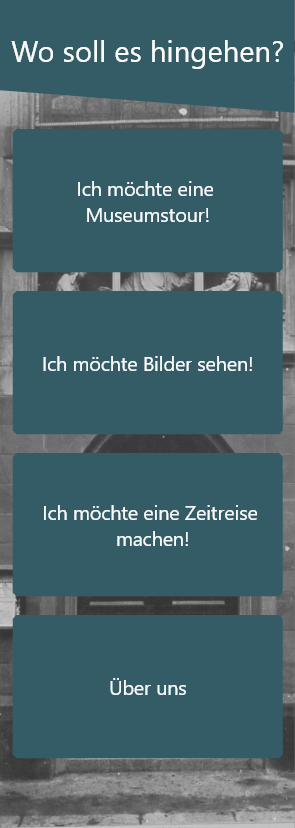 Wo soll es hingehen?
Ich möchte eine
Museumstour!
Ich möchte Bilder sehen!
Ich möchte eine Zeitreise
machen!
Über uns